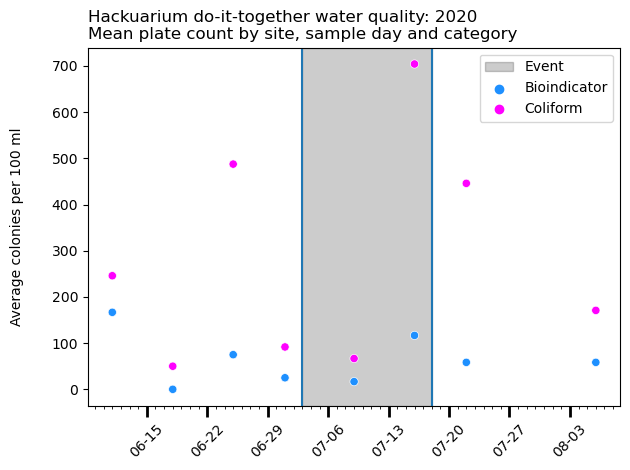 Hackuarium do-it-together water quality: 2020
Mean plate count by site, sample day and category
Average colonies per 100 ml
700
600
500
400
300
200
100
0
Event
Bioindicator
Coliform
06-15
06-22
06-29
07-06
07-13
07-20
07-27
08-03